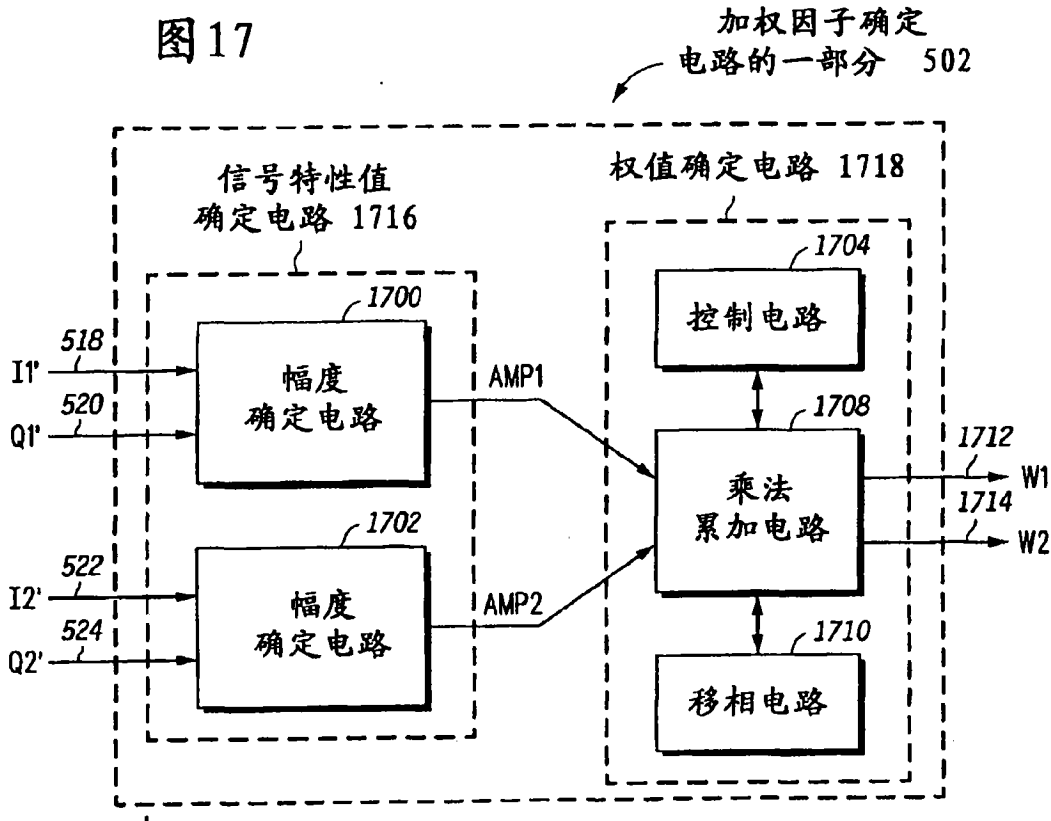 图17
加权因子确定
电路的一部分 502
信号特性值
确定电路 1716
权值确定电路 1718
1700
幅度
确定电路
518
I1'
520
Q1'
AMP1
1702
幅度
确定电路
522
I2'
524
Q2'
AMP2
1704
控制电路
1708
乘法
累加电路
1712
W1
1714
W2
1710
移相电路